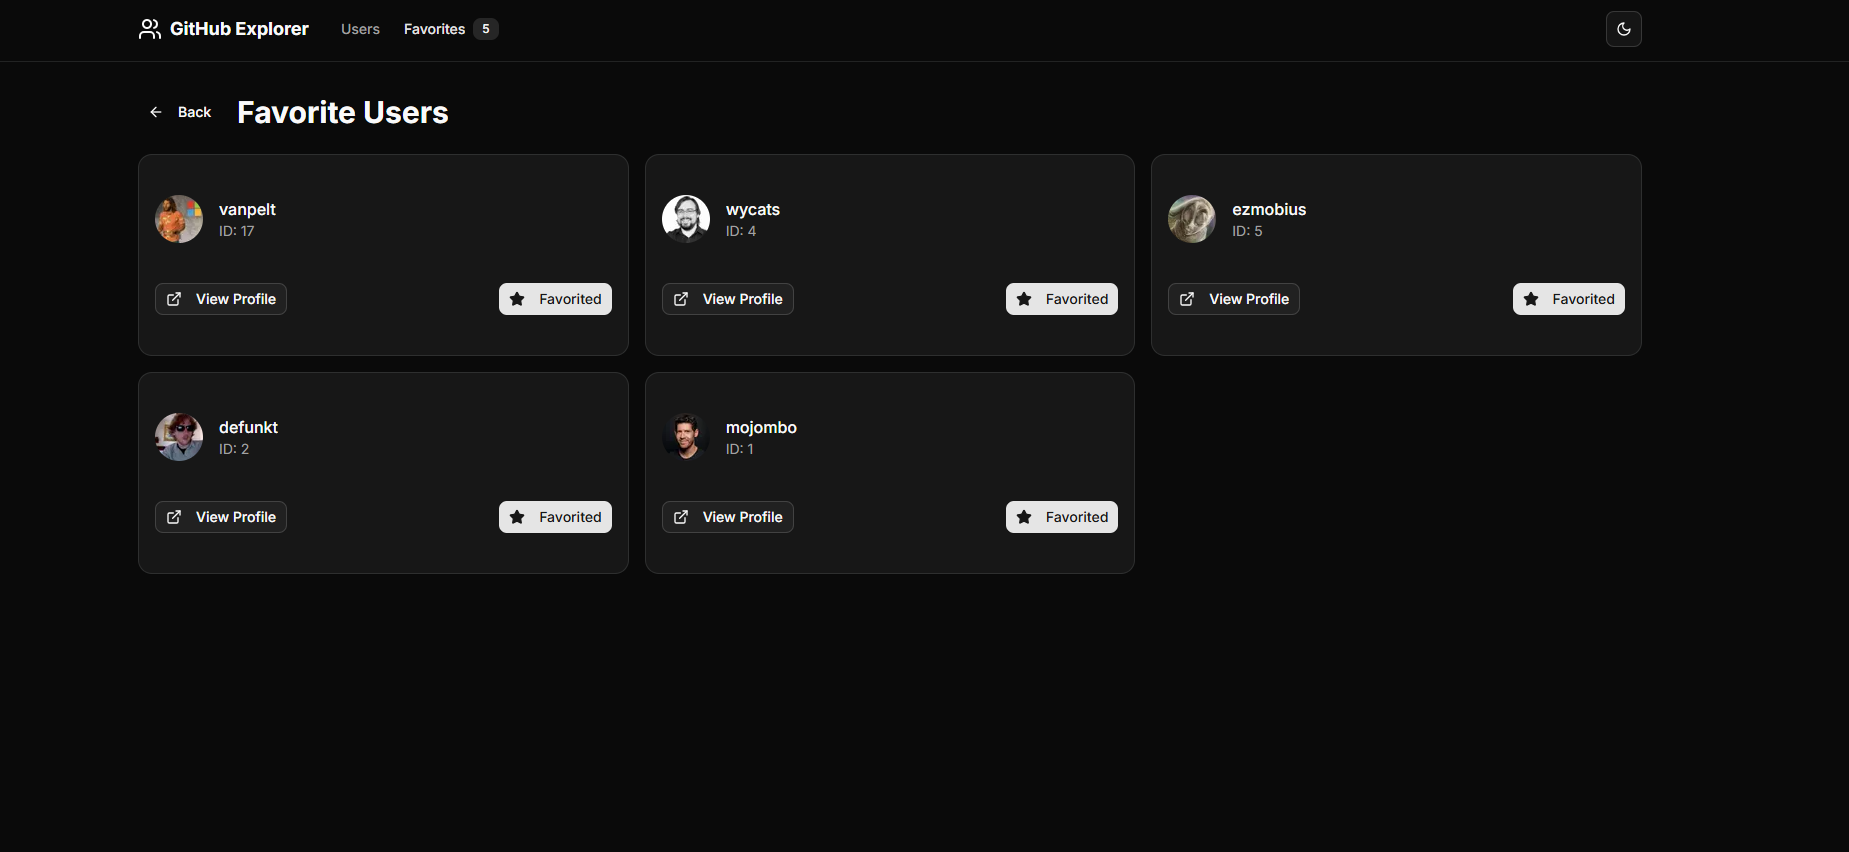 GitHub Explorer Users Favorites 5
Back Favorite Users
vanpelt
ID: 17
View Profile Favorited
wycats
ID: 4
View Profile Favorited
ezmobius
ID: 5
View Profile Favorited
defunkt
ID: 2
View Profile Favorited
mojombo
ID: 1
View Profile Favorited